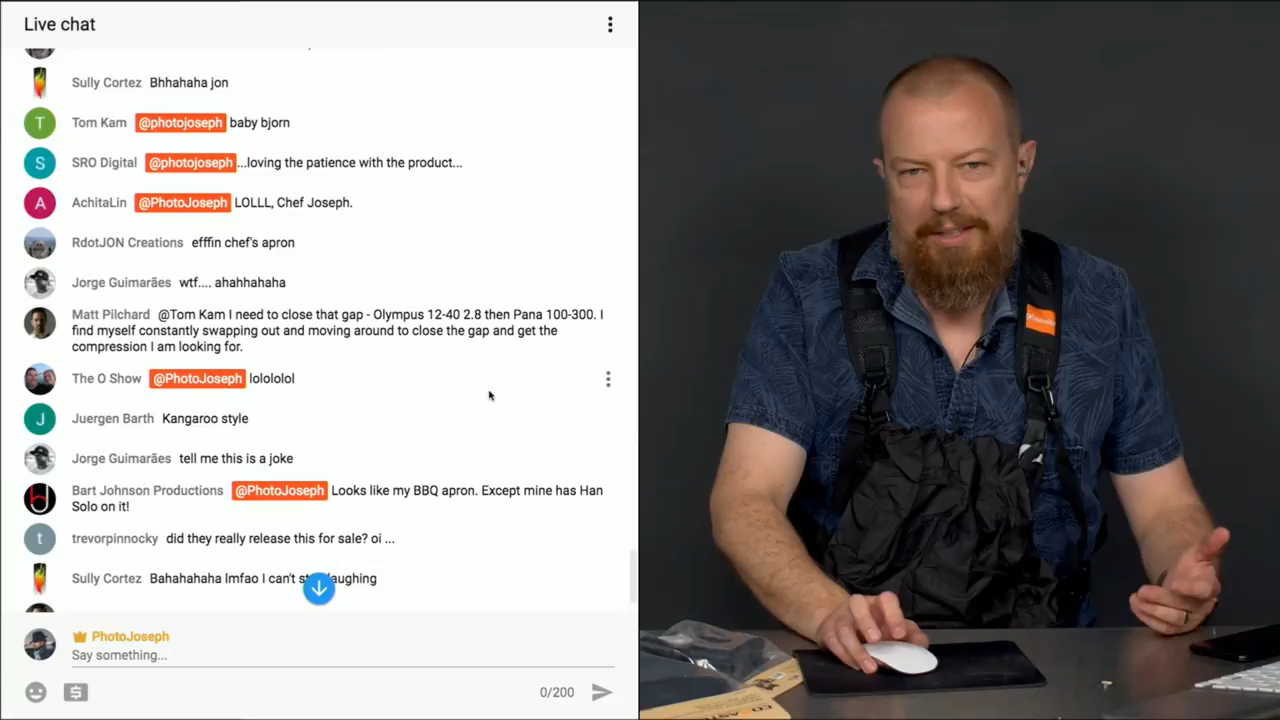 Live chat
Sully Cortez Bhhahaha jon
T
Tom Kam @photojoseph baby bjorn
S
SRO Digital @photojoseph ...loving the patience with the product...
A
AchitaLin @PhotoJoseph LOLLL, Chef Joseph.
RdotJON Creations efffin chef's apron
Jorge Guimarães wtf.... ahahhahaha
Matt Pilchard @Tom Kam I need to close that gap - Olympus 12-40 2.8 then Pana 100-300. I
find myself constantly swapping out and moving around to close the gap and get the
compression I am looking for.
The O Show @PhotoJoseph lolololol
J
Juergen Barth Kangaroo style
Jorge Guimarães tell me this is a joke
Bart Johnson Productions @PhotoJoseph Looks like my BBQ apron. Except mine has Han
Solo on it!
t
trevorpinnocky did they really release this for sale? oi ...
Sully Cortez Bahahahaha lmfao I can't laughing
PhotoJoseph
Say something...
0/200